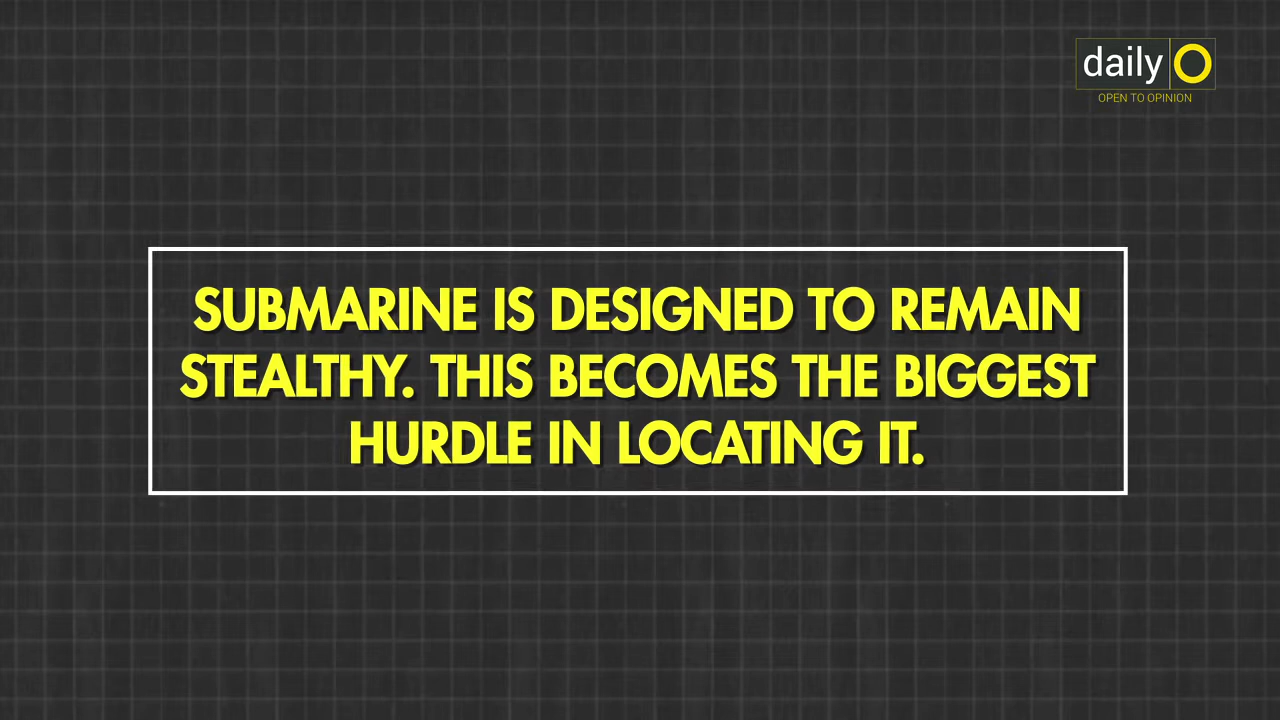 daily O
OPEN TO OPINION
SUBMARINE IS DESIGNED TO REMAIN
STEALTHY. THIS BECOMES THE BIGGEST
HURDLE IN LOCATING IT.